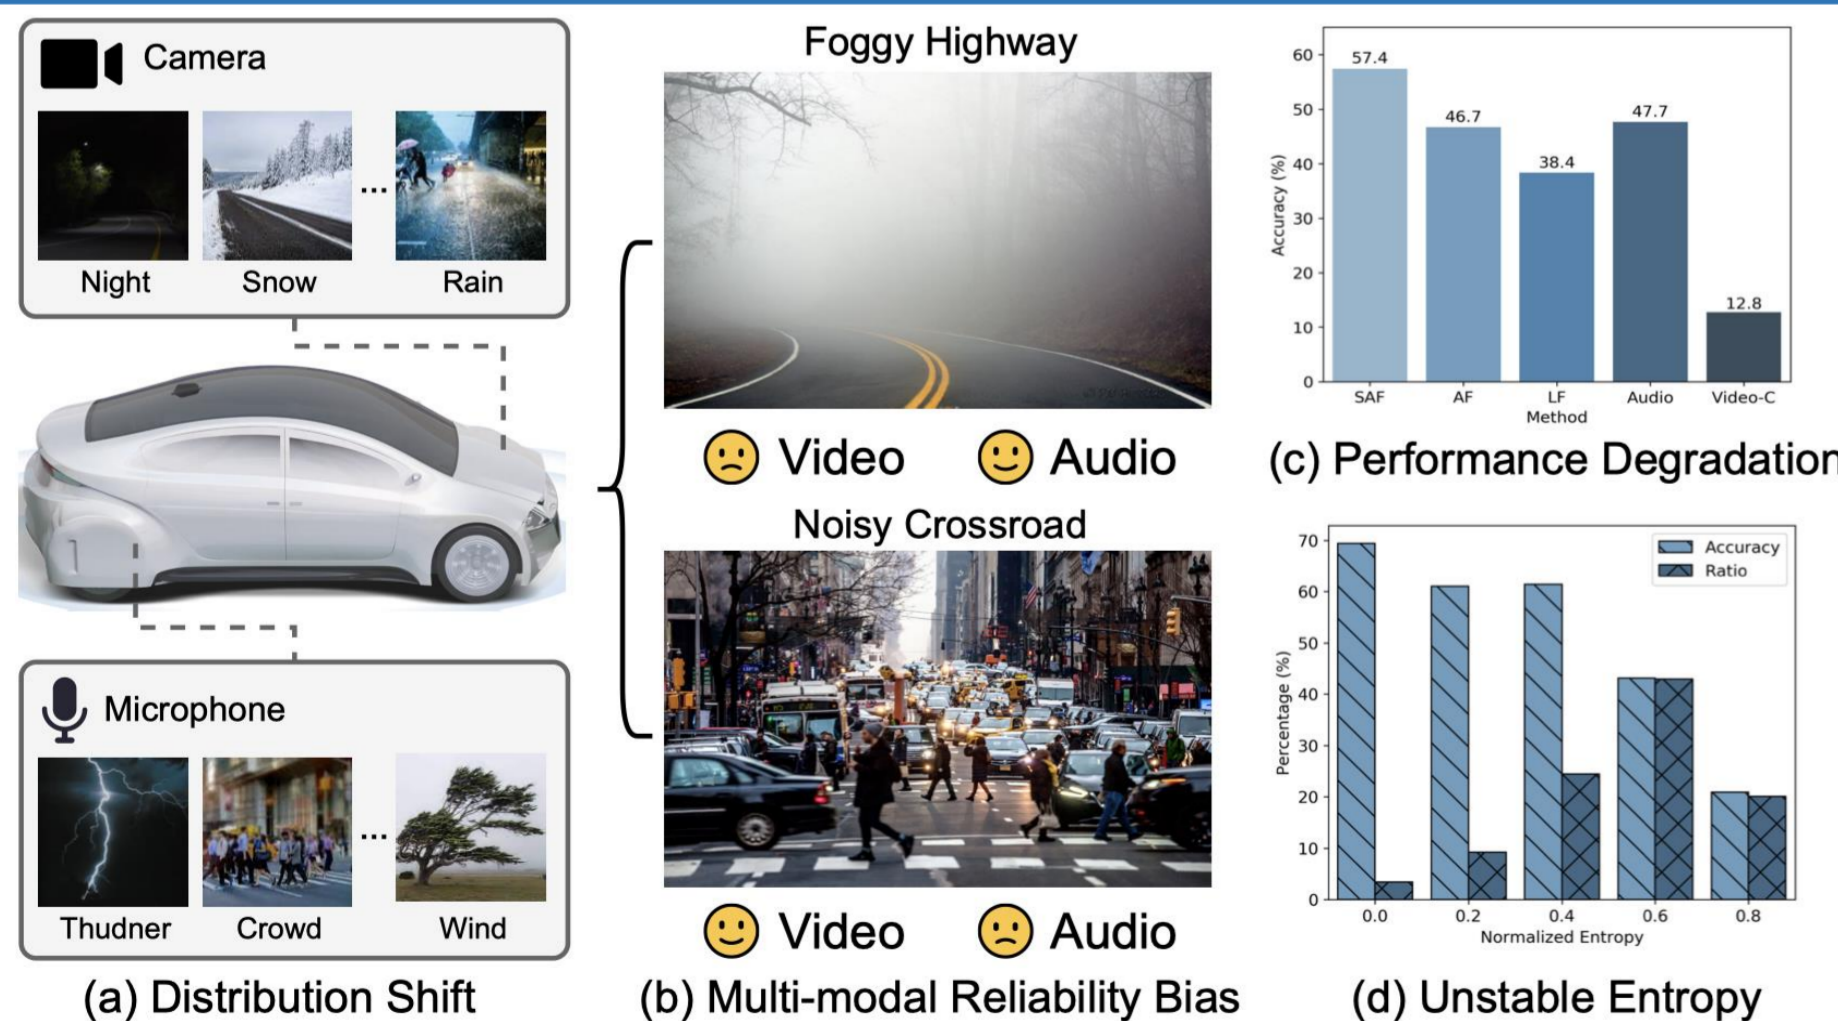 Camera
Night
Snow
...
Rain
Microphone
Thudner
Crowd
...
Wind
(a) Distribution Shift
Foggy Highway
Video
Audio
Noisy Crossroad
Video
Audio
(b) Multi-modal Reliability Bias
60
50
40
30
20
10
0
Accuracy (%)
57.4
46.7
38.4
47.7
12.8
SAF
AF
LF
Audio
Video-C
Method
(c) Performance Degradation
70
60
50
40
30
20
10
0
Percentage (%)
Accuracy
Ratio
0.0
0.2
0.4
0.6
0.8
Normalized Entropy
(d) Unstable Entropy